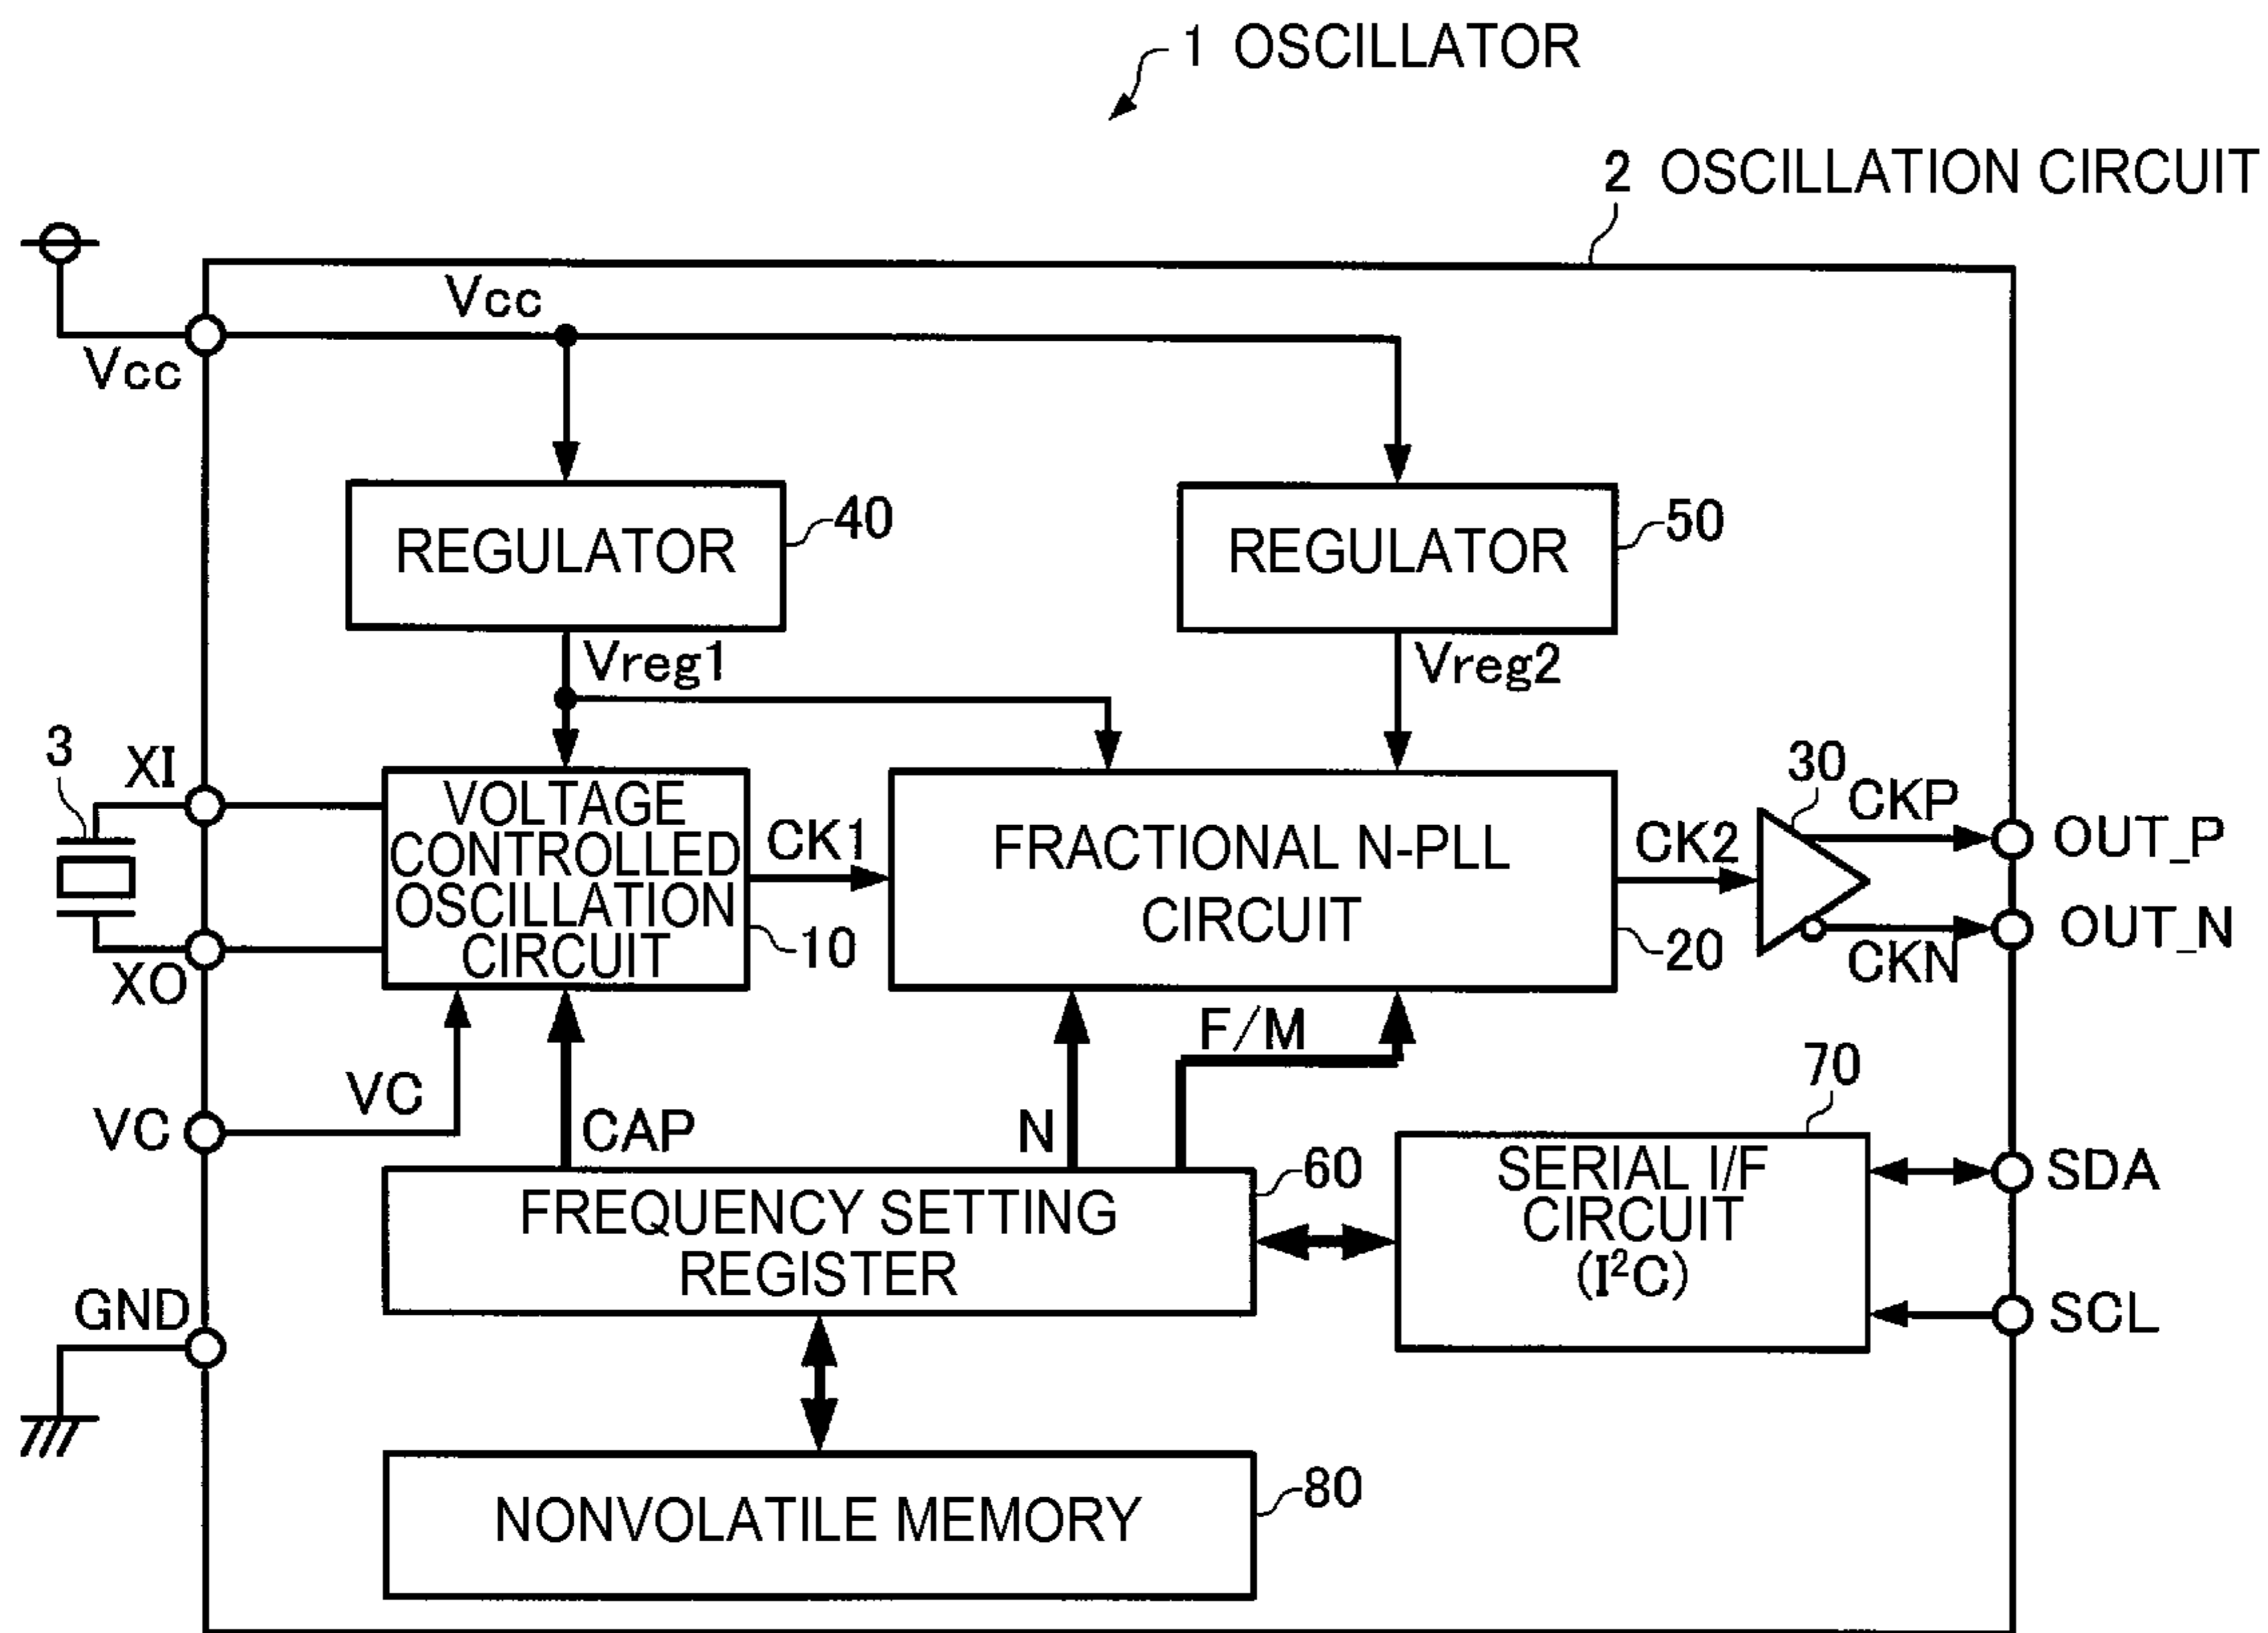 1 OSCILLATOR
2 OSCILLATION CIRCUIT
Vcc
Vcc
REGULATOR
40
REGULATOR
50
Vreg1
Vreg2
3
XI
VOLTAGE
CONTROLLED
OSCILLATION
CIRCUIT
10
XO
CK1
FRACTIONAL N-PLL
CIRCUIT
20
CK2
30
CKP
OUT_P
CKN
OUT_N
VC
VC
CAP
N
F/M
70
FREQUENCY SETTING
REGISTER
60
SERIAL I/F
CIRCUIT
(I²C)
SDA
SCL
GND
NONVOLATILE MEMORY
80